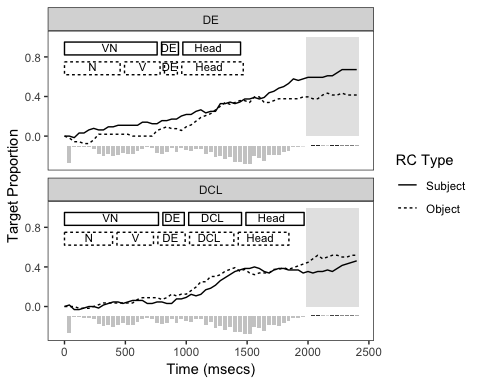 DE
VN DE Head
N V DE Head
0.8
0.4
0.0
DCL
VN DE DCL Head
N V DE DCL Head
0.8
0.4
0.0
Target Proportion
0 500 1000 1500 2000 2500
Time (msecs)
RC Type
Subject
Object